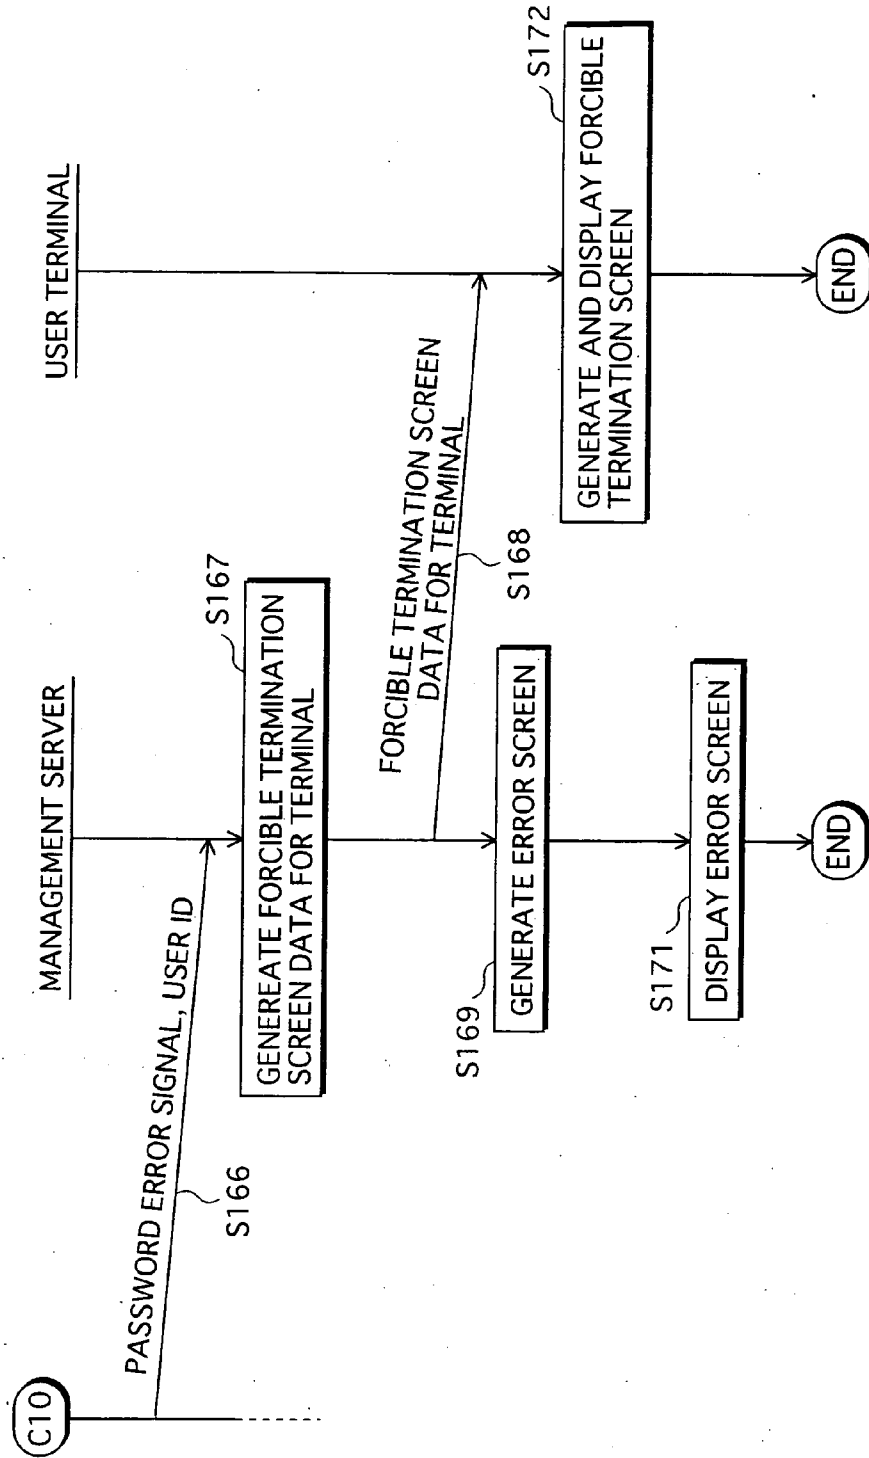 C10
MANAGEMENT SERVER
USER TERMINAL
PASSWORD ERROR SIGNAL, USER ID
S166
S167
GENEREATE FORCIBLE TERMINATION
SCREEN DATA FOR TERMINAL
FORCIBLE TERMINATION SCREEN
DATA FOR TERMINAL
S168
S169
GENERATE ERROR SCREEN
S172
GENERATE AND DISPLAY FORCIBLE
TERMINATION SCREEN
S171
DISPLAY ERROR SCREEN
END
END